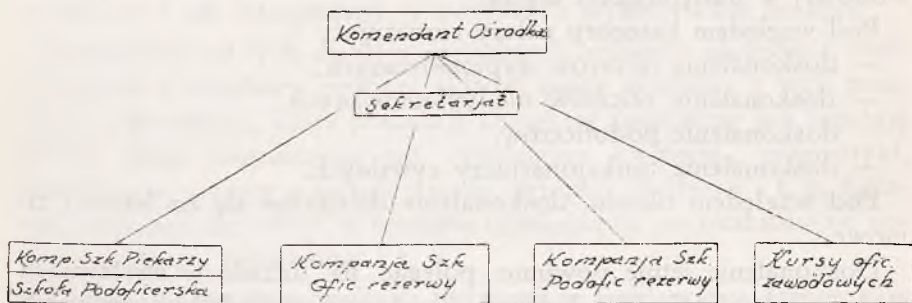 Komendant Ośrodka
Sekretarjat
Komp. Szk. Piekarzy
Szkoła Podoficerska
Kompanja Szk.
Ofic. rezerwy
Kompanja Szk.
Podofic rezerwy
Kursy ofic.
zawodowych